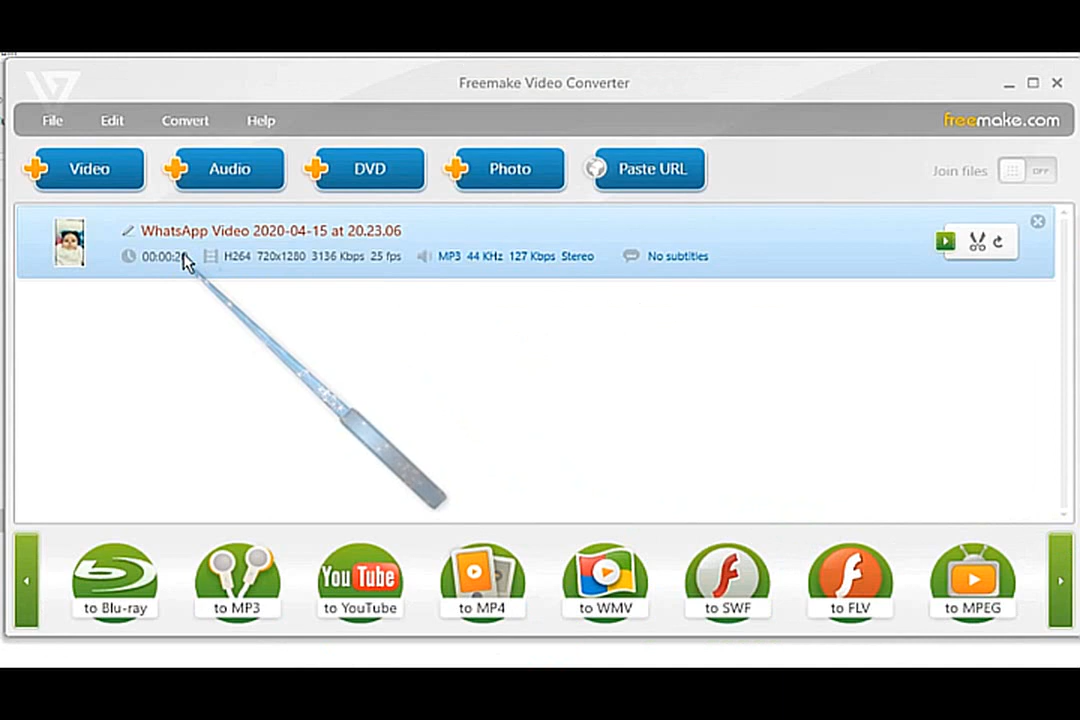 Freemake Video Converter
File Edit Convert Help freemake.com
Video Audio DVD Photo Paste URL Join files OFF
WhatsApp Video 2020-04-15 at 20.23.06
H264 720x1280 3136 Kbps 25 fps MP3 44 KHz 127 Kbps Stereo No subtitles
You Tube
to Blu-ray to MP3 to YouTube to MP4 to WMV to SWF to FLV to MPEG